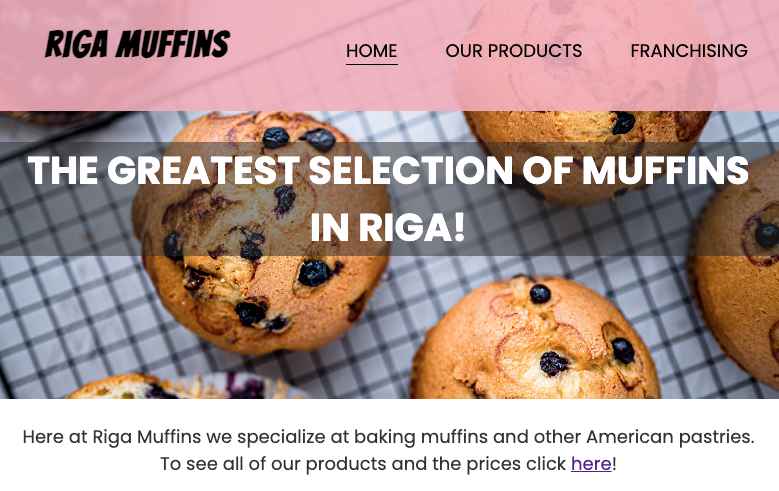 RIGA MUFFINS
HOME OUR PRODUCTS FRANCHISING
THE GREATEST SELECTION OF MUFFINS
IN RIGA!
Here at Riga Muffins we specialize at baking muffins and other American pastries.
To see all of our products and the prices click here!